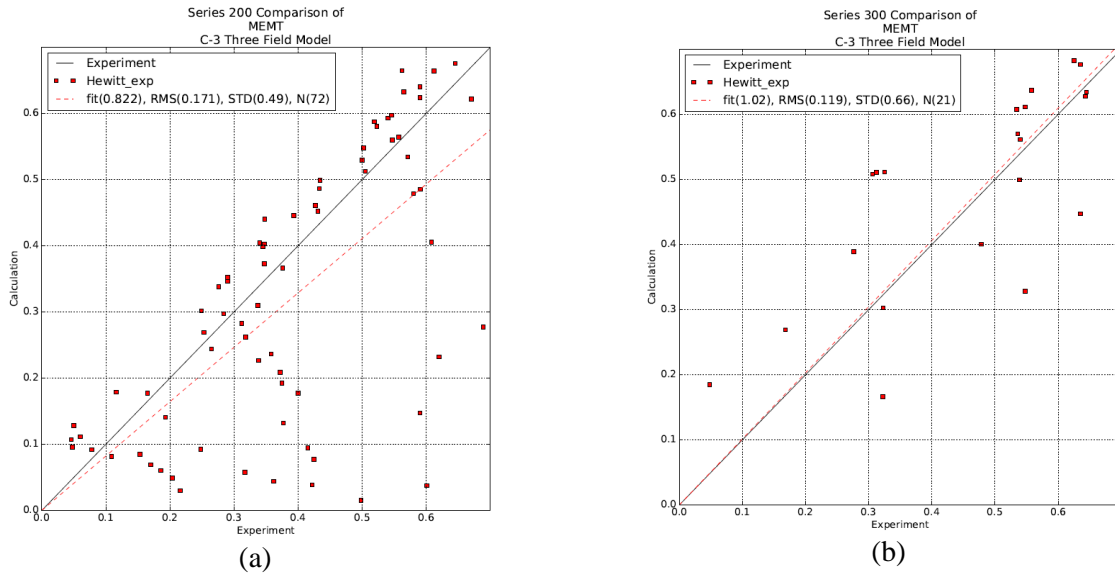 Series 200 Comparison of
MEMT
C-3 Three Field Model
Experiment
Hewitt_exp
fit(0.822), RMS(0.171), STD(0.49), N(72)
0.6
0.5
0.4
0.3
0.2
0.1
0.0
Calculation
0.0 0.1 0.2 0.3 0.4 0.5 0.6
Experiment
(a)
Series 300 Comparison of
MEMT
C-3 Three Field Model
Experiment
Hewitt_exp
fit(1.02), RMS(0.119), STD(0.66), N(21)
0.6
0.5
0.4
0.3
0.2
0.1
0.0
Calculation
0.0 0.1 0.2 0.3 0.4 0.5 0.6
Experiment
(b)